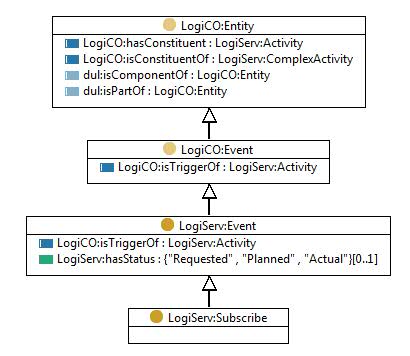 LogiCO:Entity
LogiCO:hasConstituent : LogiServ:Activity
LogiCO:isConstituentOf : LogiServ:ComplexActivity
dul:isComponentOf : LogiCO:Entity
dul:isPartOf : LogiCO:Entity
LogiCO:Event
LogiCO:isTriggerOf : LogiServ:Activity
LogiServ:Event
LogiCO:isTriggerOf : LogiServ:Activity
LogiServ:hasStatus : {"Requested" , "Planned" , "Actual"}[0..1]
LogiServ:Subscribe